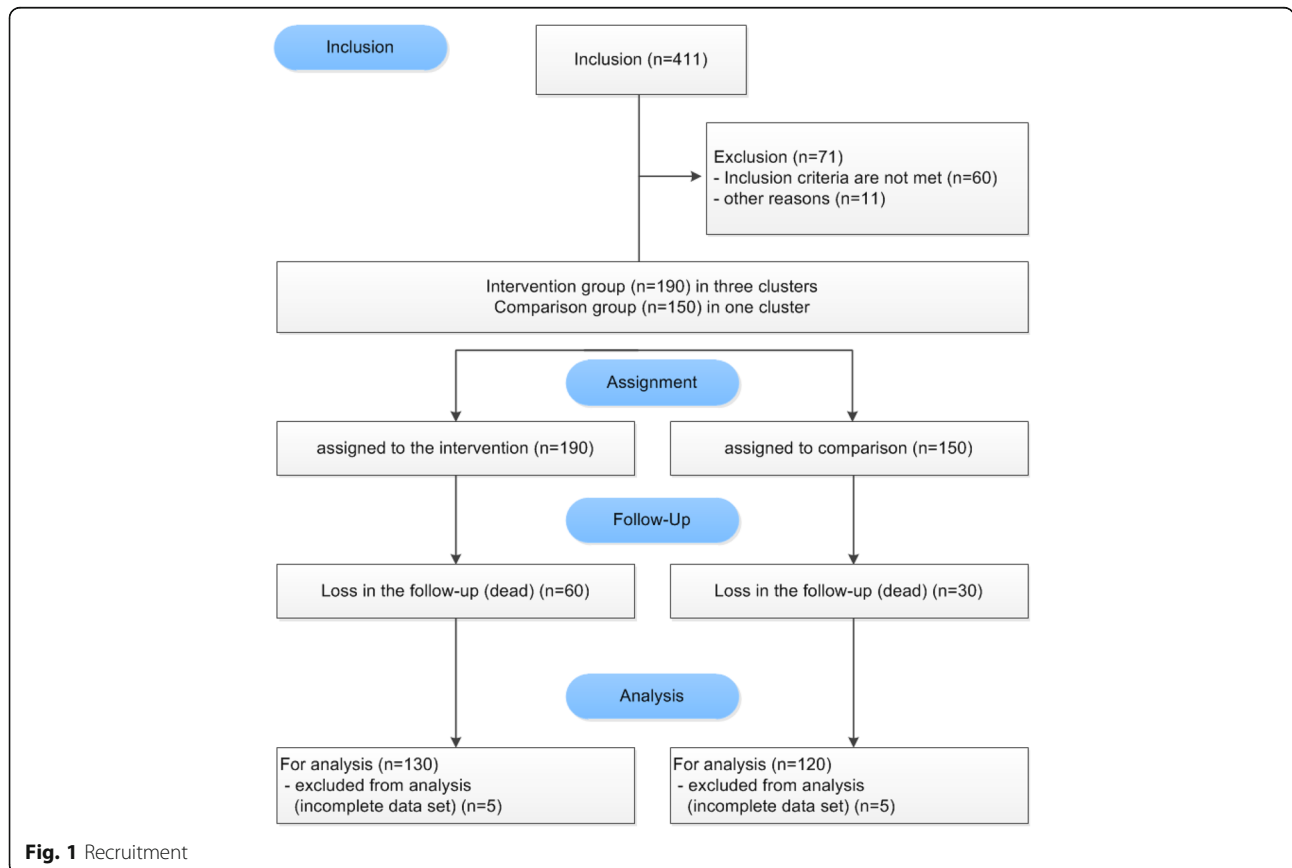 Inclusion
Inclusion (n=411)
Exclusion (n=71)
- Inclusion criteria are not met (n=60)
- other reasons (n=11)
Intervention group (n=190) in three clusters
Comparison group (n=150) in one cluster
Assignment
assigned to the intervention (n=190)
assigned to comparison (n=150)
Follow-Up
Loss in the follow-up (dead) (n=60)
Loss in the follow-up (dead) (n=30)
Analysis
For analysis (n=130)
- excluded from analysis
(incomplete data set) (n=5)
For analysis (n=120)
- excluded from analysis
(incomplete data set) (n=5)
Fig. 1 Recruitment